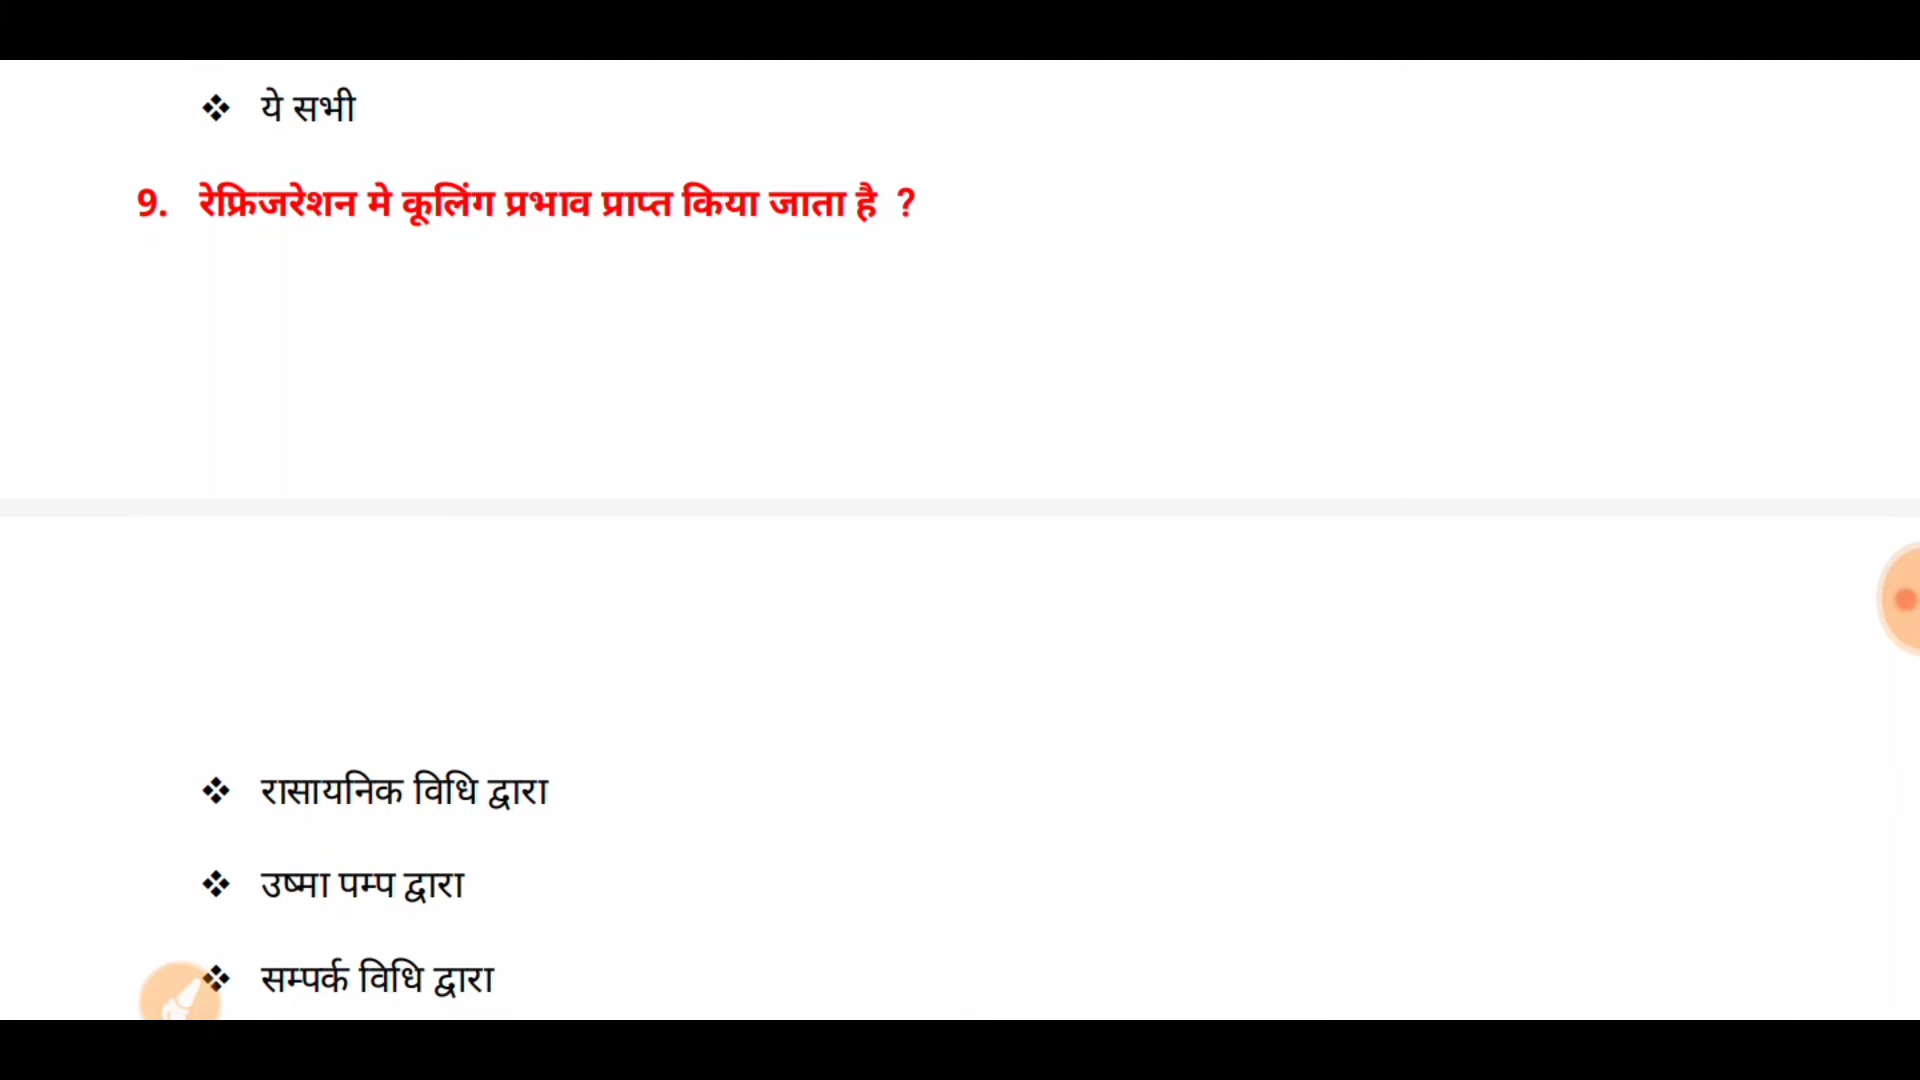 ❖ ये सभी
9. रेफ्रिजरेशन मे कूलिंग प्रभाव प्राप्त किया जाता है ?
❖ रासायनिक विधि द्वारा
❖ उष्मा पम्प द्वारा
❖ सम्पर्क विधि द्वारा